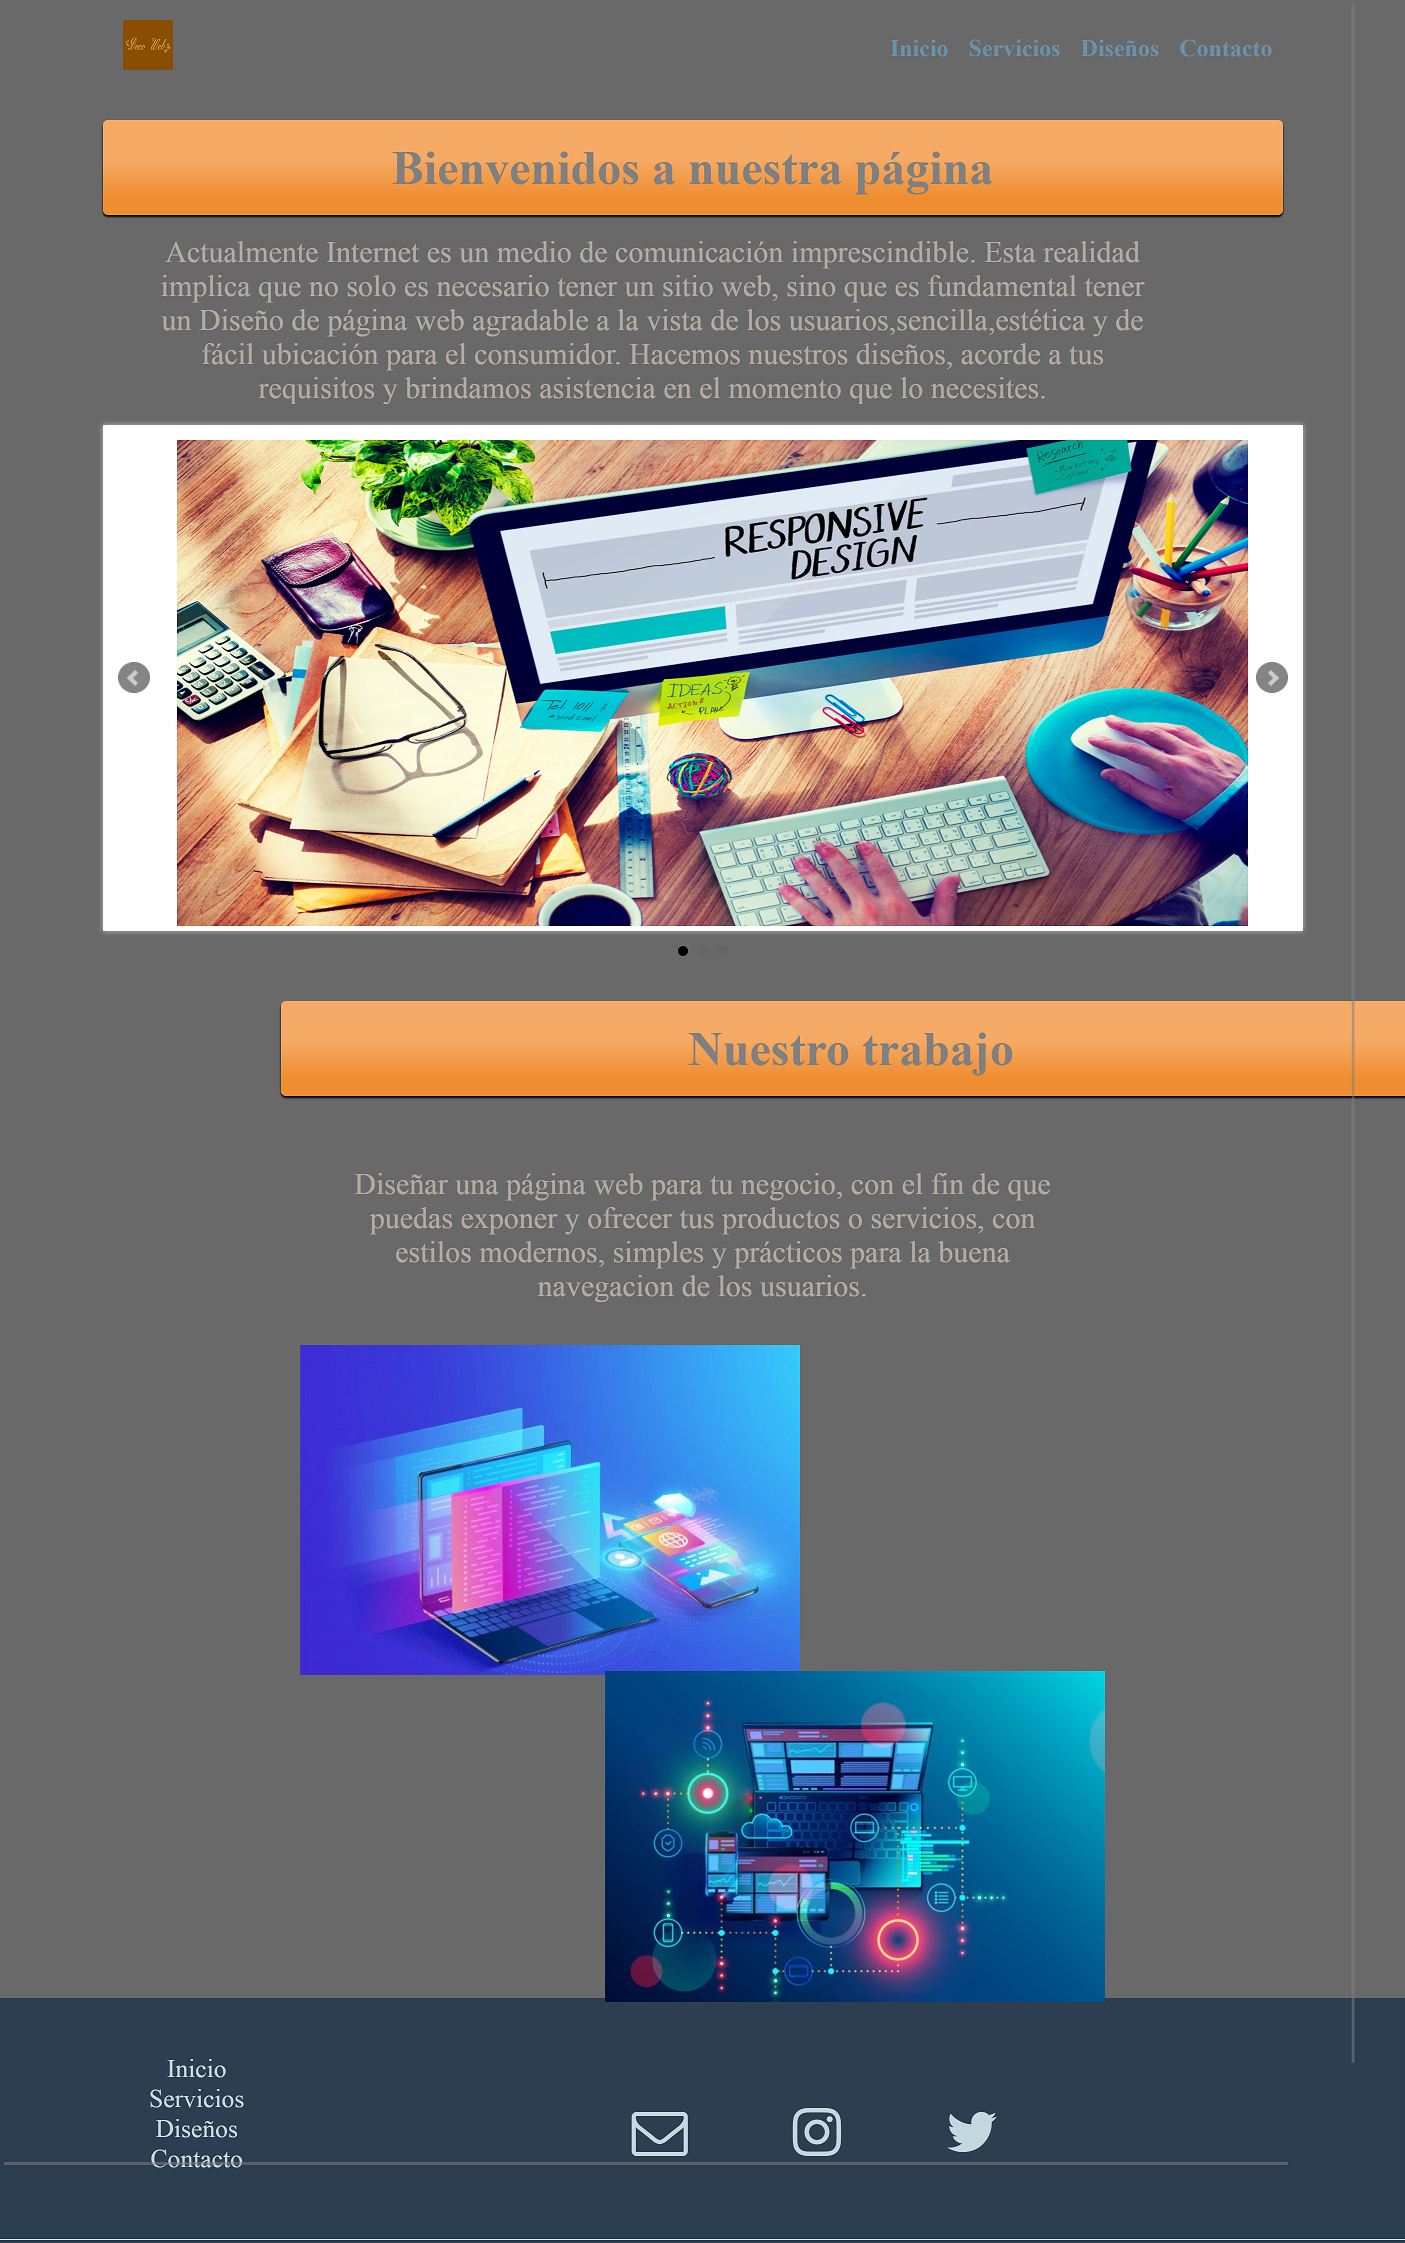 Inicio Servicios Diseños Contacto
Bienvenidos a nuestra página
Actualmente Internet es un medio de comunicación imprescindible. Esta realidad
implica que no solo es necesario tener un sitio web, sino que es fundamental tener
un Diseño de página web agradable a la vista de los usuarios,sencilla,estética y de
fácil ubicación para el consumidor. Hacemos nuestros diseños, acorde a tus
requisitos y brindamos asistencia en el momento que lo necesites.
Research
RESPONSIVE
DESIGN
IDEAS
PLANE
Nuestro trabajo
Diseñar una página web para tu negocio, con el fin de que
puedas exponer y ofrecer tus productos o servicios, con
estilos modernos, simples y prácticos para la buena
navegacion de los usuarios.
Inicio
Servicios
Diseños
Contacto